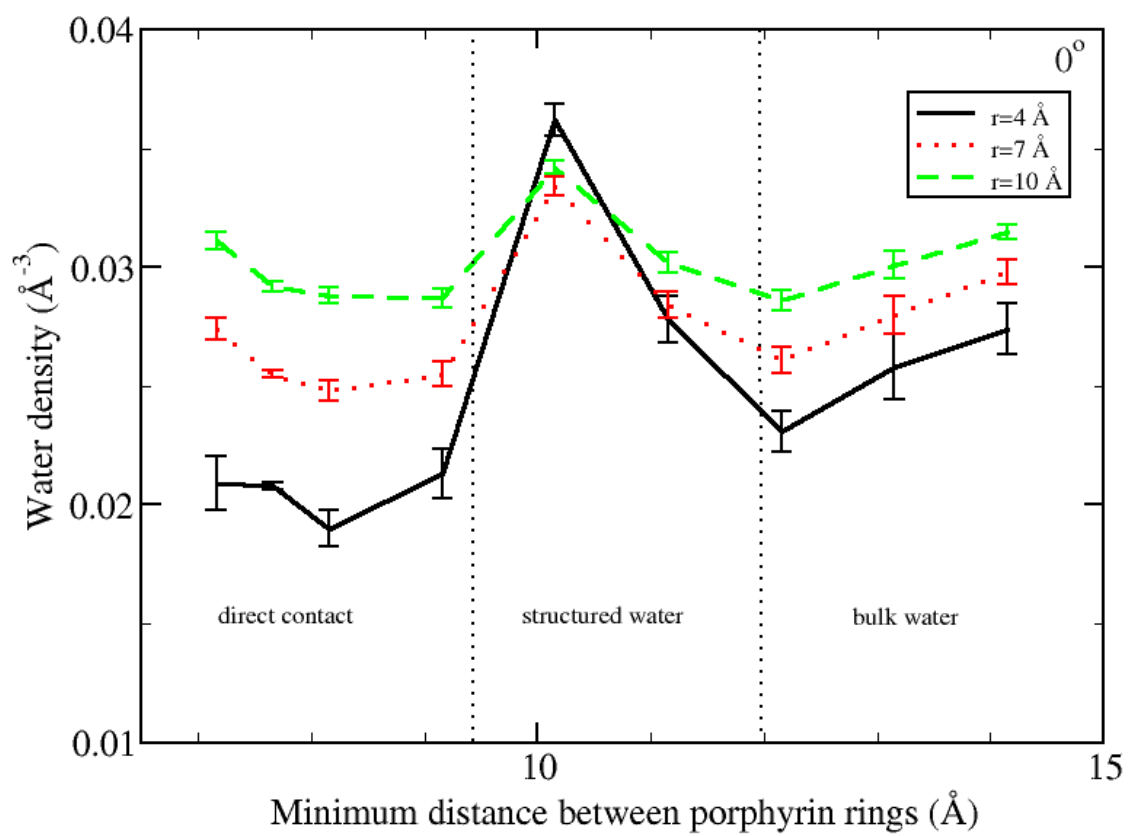 0.04
0°
r=4 Å
r=7 Å
r=10 Å
0.03
Water density (Å⁻³)
0.02
direct contact
structured water
bulk water
0.01
10
15
Minimum distance between porphyrin rings (Å)